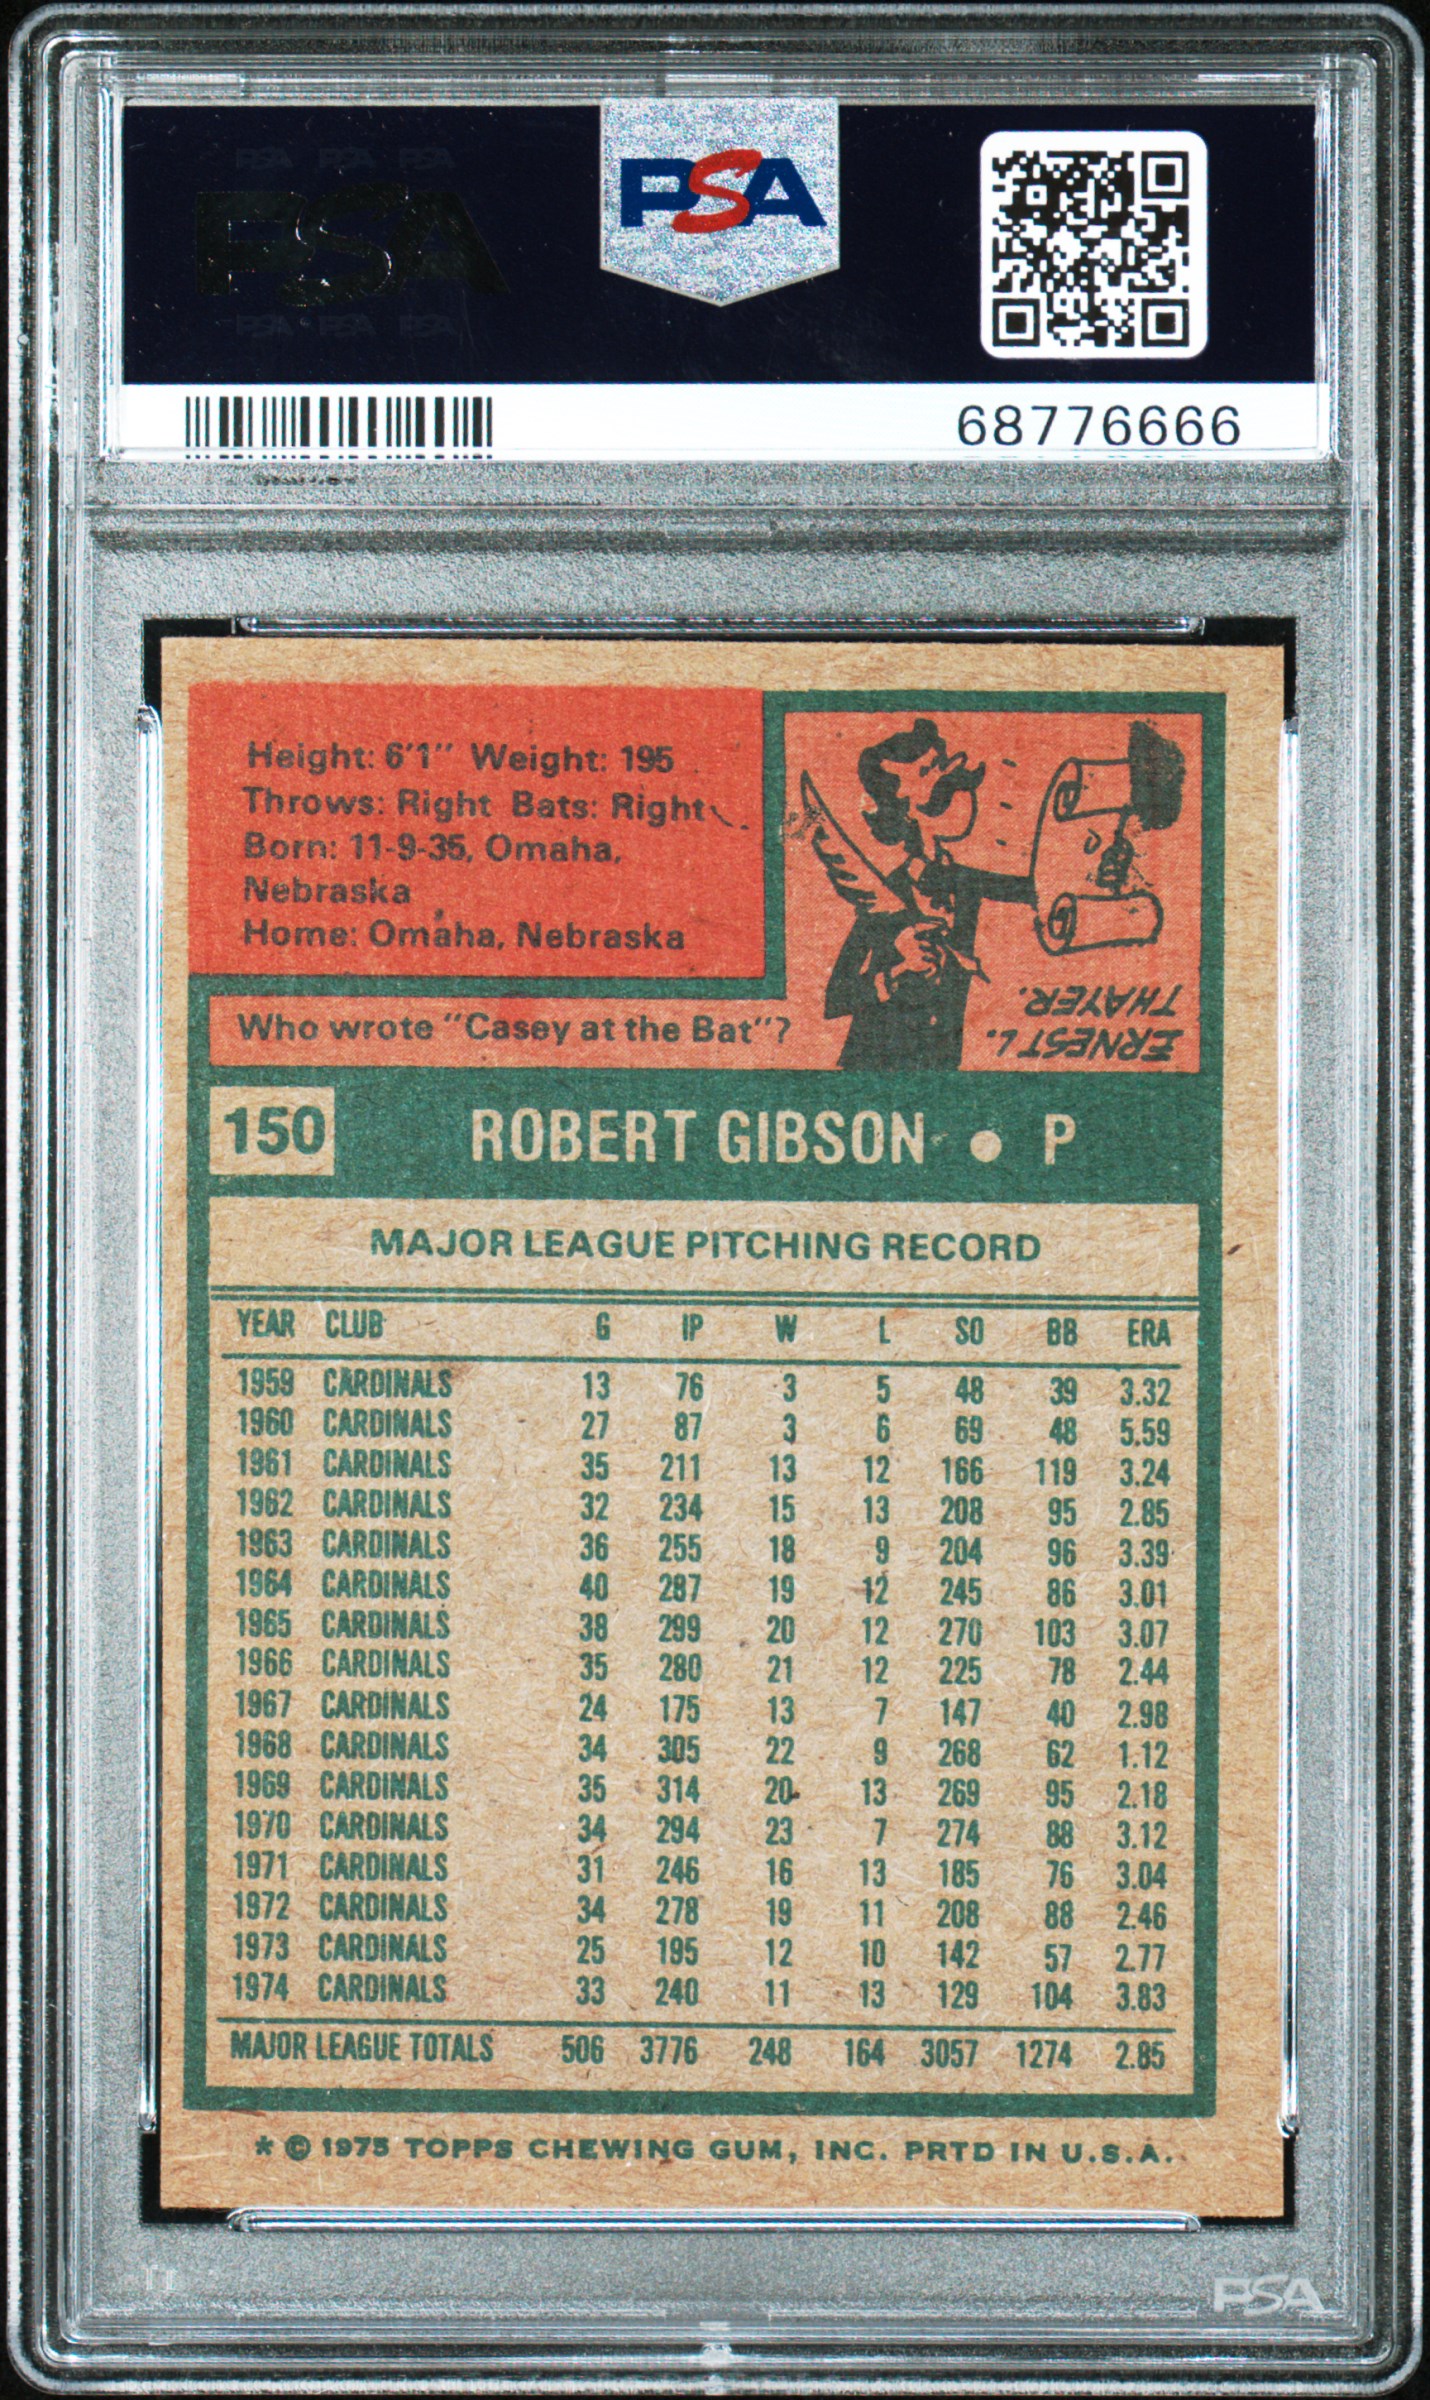 PSA PSA PSA
PSA
PSA PSA PSA
PSA
68776666
Height: 6'1" Weight: 195
Throws: Right Bats: Right
Born: 11-9-35, Omaha,
Nebraska
Home: Omaha, Nebraska
Who wrote "Casey at the Bat"?
ERNEST L.
THAYER.
150 ROBERT GIBSON • P
MAJOR LEAGUE PITCHING RECORD
YEAR CLUB G IP W L SO BB ERA
1959 CARDINALS 13 76 3 5 48 39 3.32
1960 CARDINALS 27 87 3 6 69 48 5.59
1961 CARDINALS 35 211 13 12 166 119 3.24
1962 CARDINALS 32 234 15 13 208 95 2.85
1963 CARDINALS 36 255 18 9 204 96 3.39
1964 CARDINALS 40 287 19 12 245 86 3.01
1965 CARDINALS 38 299 20 12 270 103 3.07
1966 CARDINALS 35 280 21 12 225 78 2.44
1967 CARDINALS 24 175 13 7 147 40 2.98
1968 CARDINALS 34 305 22 9 268 62 1.12
1969 CARDINALS 35 314 20 13 269 95 2.18
1970 CARDINALS 34 294 23 7 274 88 3.12
1971 CARDINALS 31 246 16 13 185 76 3.04
1972 CARDINALS 34 278 19 11 208 88 2.46
1973 CARDINALS 25 195 12 10 142 57 2.77
1974 CARDINALS 33 240 11 13 129 104 3.83
MAJOR LEAGUE TOTALS 506 3776 248 164 3057 1274 2.85
* © 1975 TOPPS CHEWING GUM, INC. PRTD IN U.S.A.
PSA